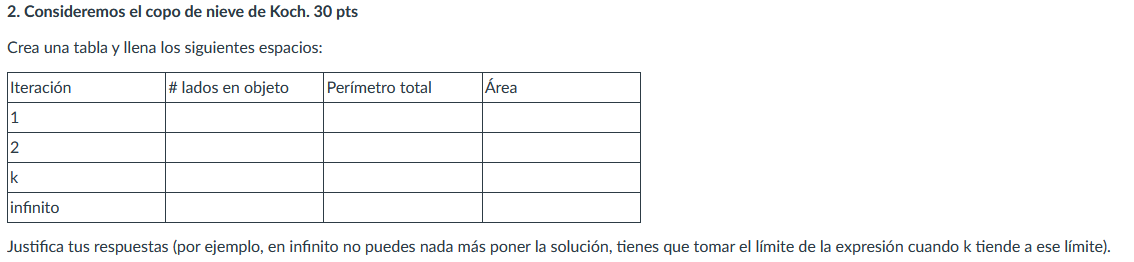 2. Consideremos el copo de nieve de Koch. 30 pts
Crea una tabla y llena los siguientes espacios:
Iteración # lados en objeto Perímetro total Área
1
2
k
infinito
Justifica tus respuestas (por ejemplo, en infinito no puedes nada más poner la solución, tienes que tomar el límite de la expresión cuando k tiende a ese límite).